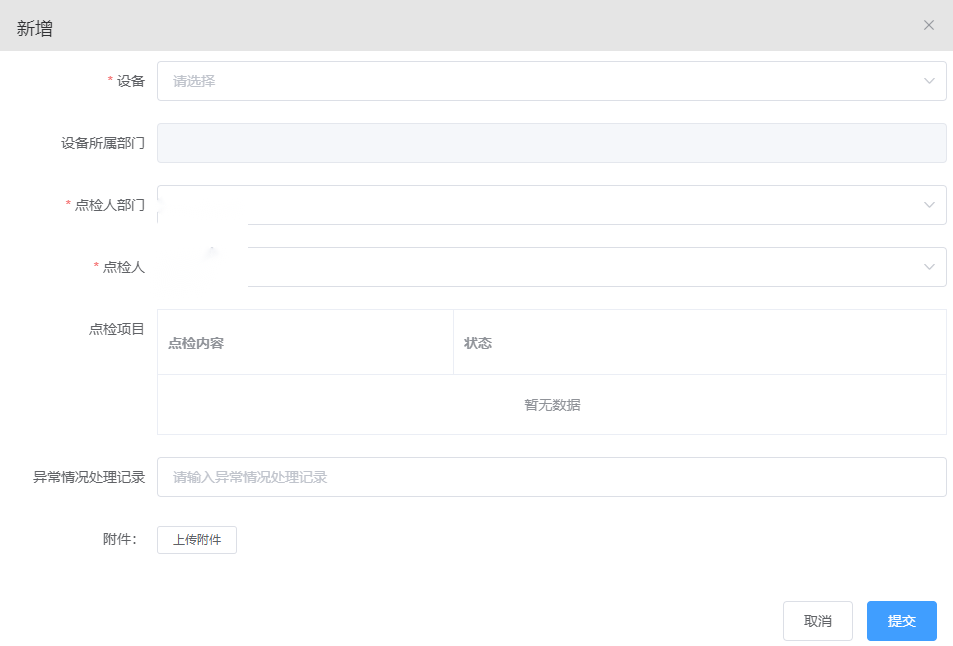 新增
* 设备 请选择
设备所属部门
* 点检人部门
* 点检人
点检项目
点检内容 状态
暂无数据
异常情况处理记录 请输入异常情况处理记录
附件： 上传附件
取消 提交